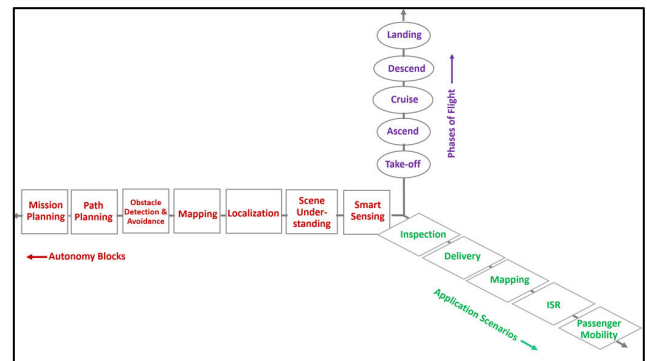 Landing
Descend
Cruise
Ascend
Take-off
Phases of Flight
Mission
Planning
Path
Planning
Obstacle
Detection &
Avoidance
Mapping
Localization
Scene
Under-
standing
Smart
Sensing
Autonomy Blocks
Inspection
Delivery
Mapping
ISR
Passenger
Mobility
Application Scenarios